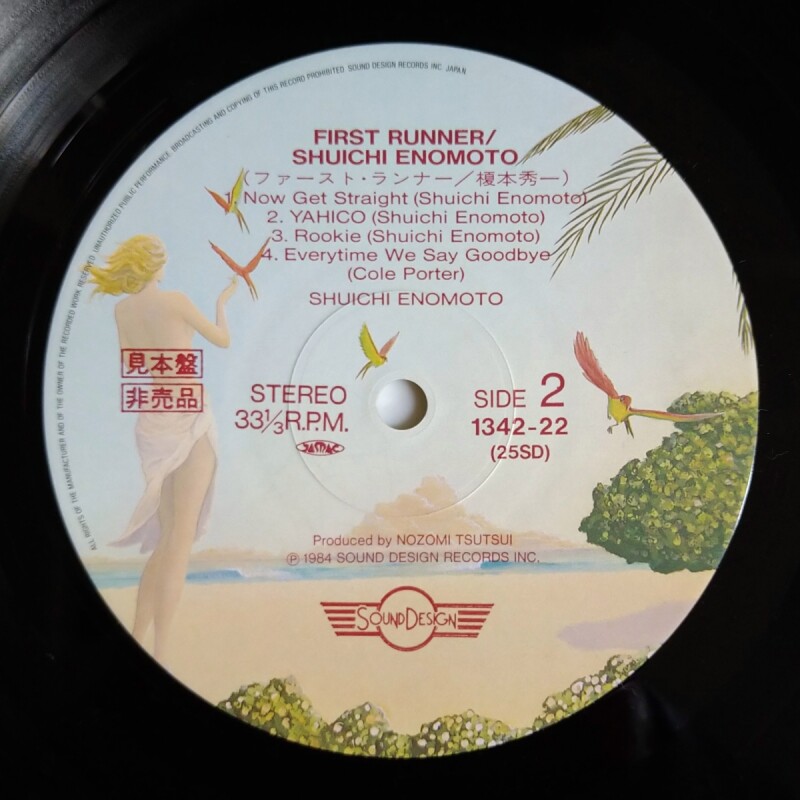 ALL RIGHTS OF THE MANUFACTURER AND OF THE OWNER OF THE RECORDED WORK RESERVED. UNAUTHORIZED PUBLIC PERFORMANCE, BROADCASTING AND COPYING OF THIS RECORD PROHIBITED. SOUND DESIGN RECORDS INC. JAPAN
FIRST RUNNER/
SHUICHI ENOMOTO
(ファースト・ランナー／榎本秀一)
1. Now Get Straight (Shuichi Enomoto)
2. YAHICO (Shuichi Enomoto)
3. Rookie (Shuichi Enomoto)
4. Everytime We Say Goodbye
(Cole Porter)
SHUICHI ENOMOTO
見本盤
非売品
STEREO
33⅓R.P.M.
JASRAC
SIDE 2
1342-22
(25SD)
Produced by NOZOMI TSUTSUI
Ⓟ 1984 SOUND DESIGN RECORDS INC.
SOUND DESIGN